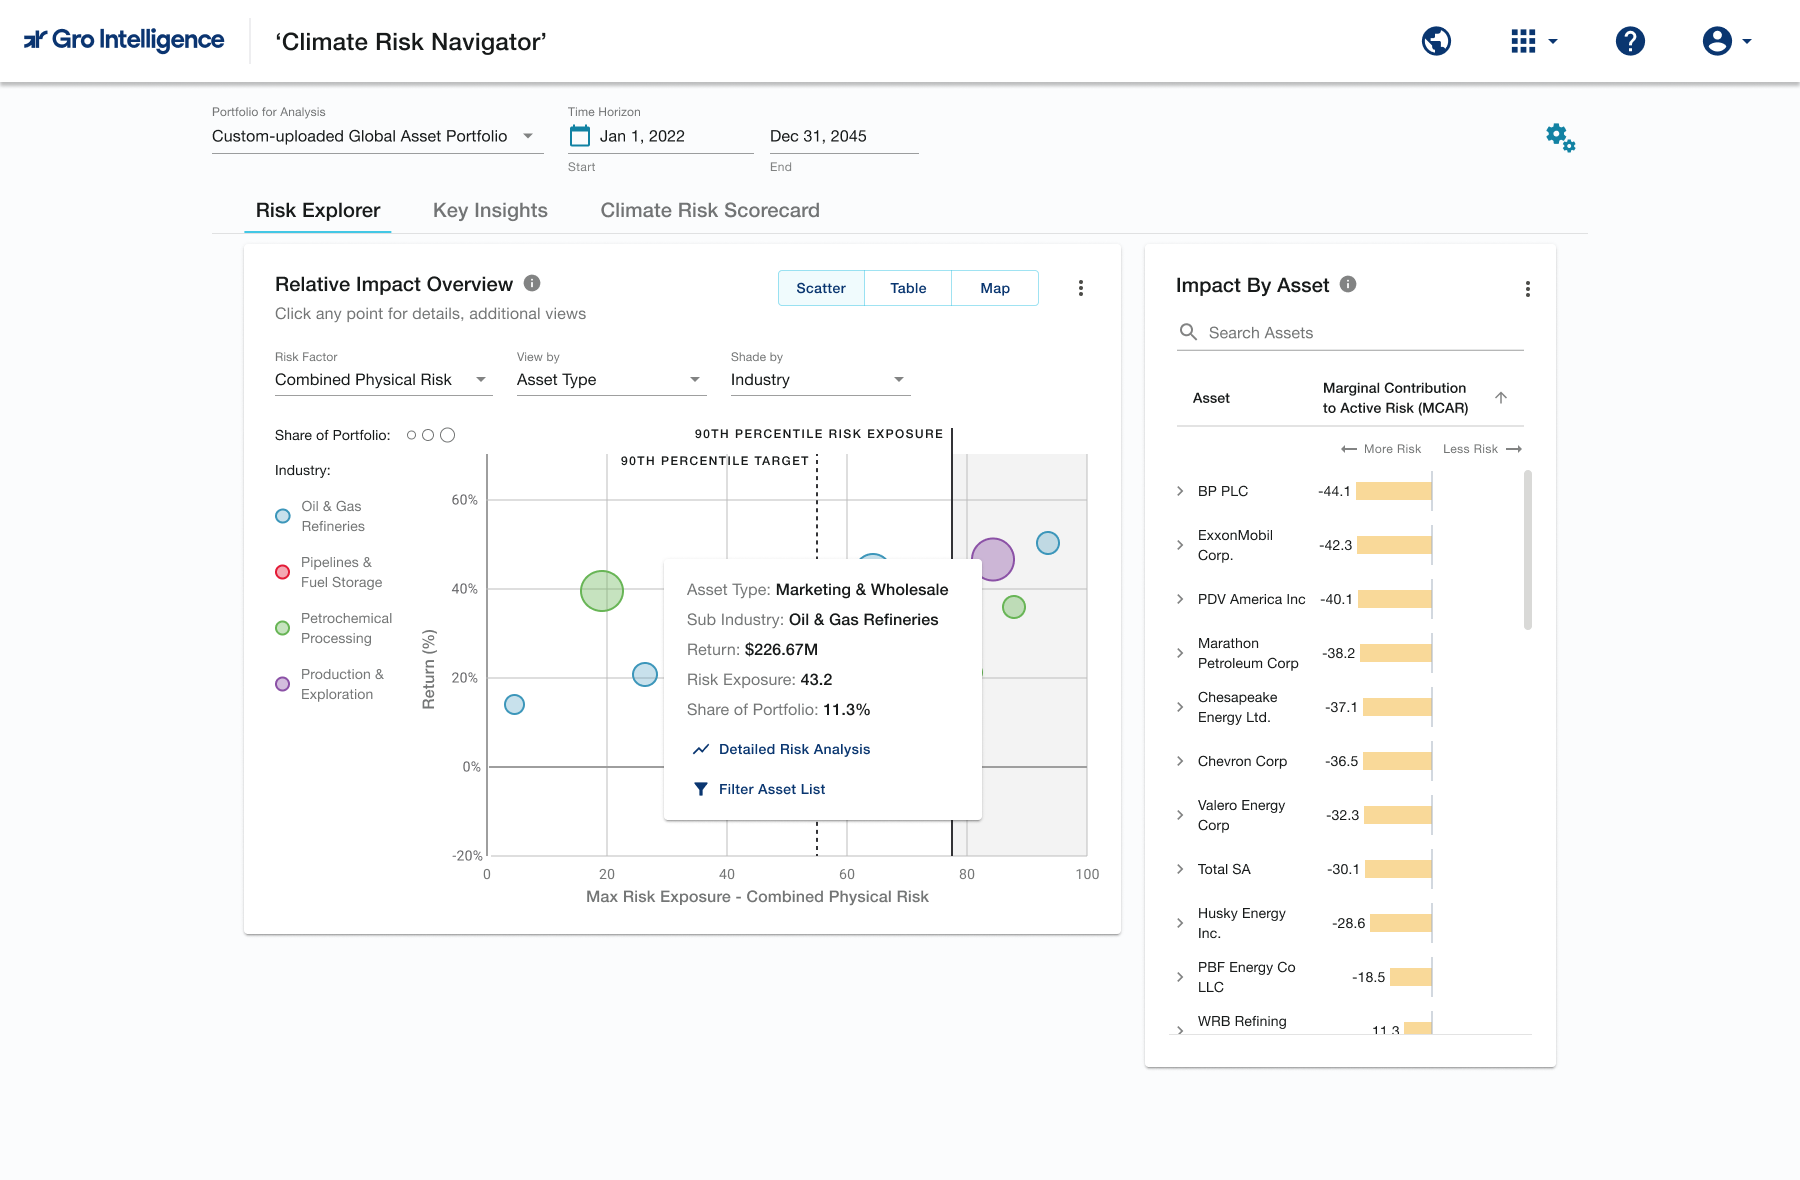 Gro Intelligence
‘Climate Risk Navigator’
Portfolio for Analysis
Custom-uploaded Global Asset Portfolio
Time Horizon
Jan 1, 2022
Dec 31, 2045
Start
End
Risk Explorer
Key Insights
Climate Risk Scorecard
Relative Impact Overview
Click any point for details, additional views
Scatter
Table
Map
Risk Factor
Combined Physical Risk
View by
Asset Type
Shade by
Industry
Share of Portfolio:
Industry:
Oil & Gas
Refineries
Pipelines &
Fuel Storage
Petrochemical
Processing
Production &
Exploration
90TH PERCENTILE RISK EXPOSURE
90TH PERCENTILE TARGET
Return (%)
60%
40%
20%
0%
-20%
0
20
40
60
80
100
Max Risk Exposure - Combined Physical Risk
Asset Type: Marketing & Wholesale
Sub Industry: Oil & Gas Refineries
Return: $226.67M
Risk Exposure: 43.2
Share of Portfolio: 11.3%
Detailed Risk Analysis
Filter Asset List
Impact By Asset
Search Assets
Asset
Marginal Contribution
to Active Risk (MCAR)
More Risk
Less Risk
BP PLC
-44.1
ExxonMobil
Corp.
-42.3
PDV America Inc
-40.1
Marathon
Petroleum Corp
-38.2
Chesapeake
Energy Ltd.
-37.1
Chevron Corp
-36.5
Valero Energy
Corp
-32.3
Total SA
-30.1
Husky Energy
Inc.
-28.6
PBF Energy Co
LLC
-18.5
WRB Refining
11.3